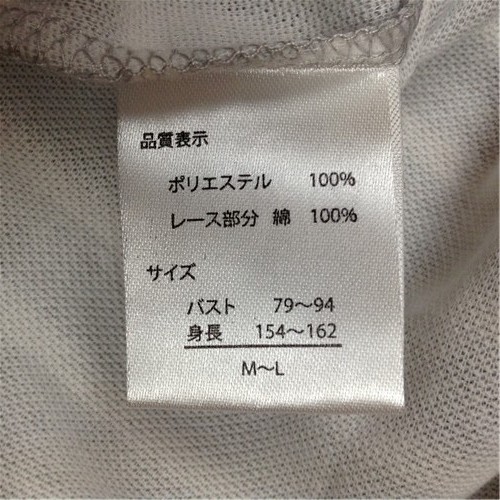 品質表示
ポリエステル 100%
レース部分 綿 100%
サイズ
バスト 79〜94
身長 154〜162
M〜L